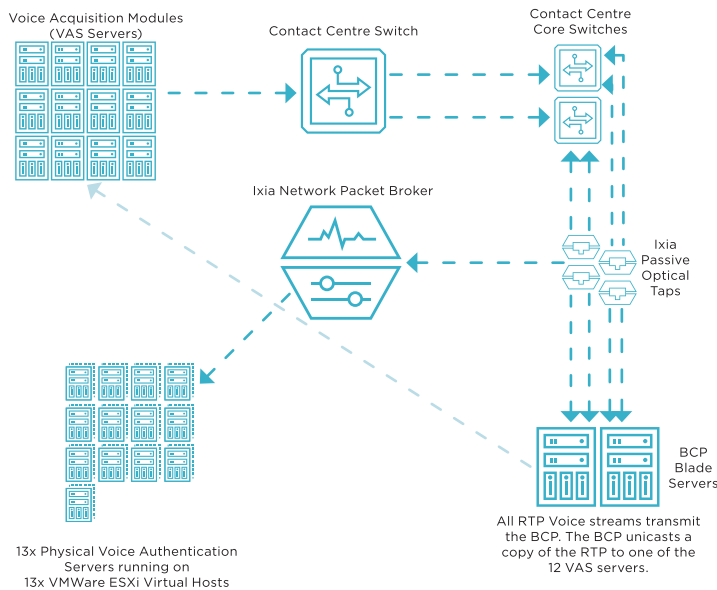 Voice Acquisition Modules
(VAS Servers)
Contact Centre Switch
Contact Centre
Core Switches
Ixia Network Packet Broker
Ixia
Passive
Optical
Taps
BCP
Blade
Servers
All RTP Voice streams transmit
the BCP. The BCP unicasts a
copy of the RTP to one of the
12 VAS servers.
13x Physical Voice Authentication
Servers running on
13x VMWare ESXi Virtual Hosts